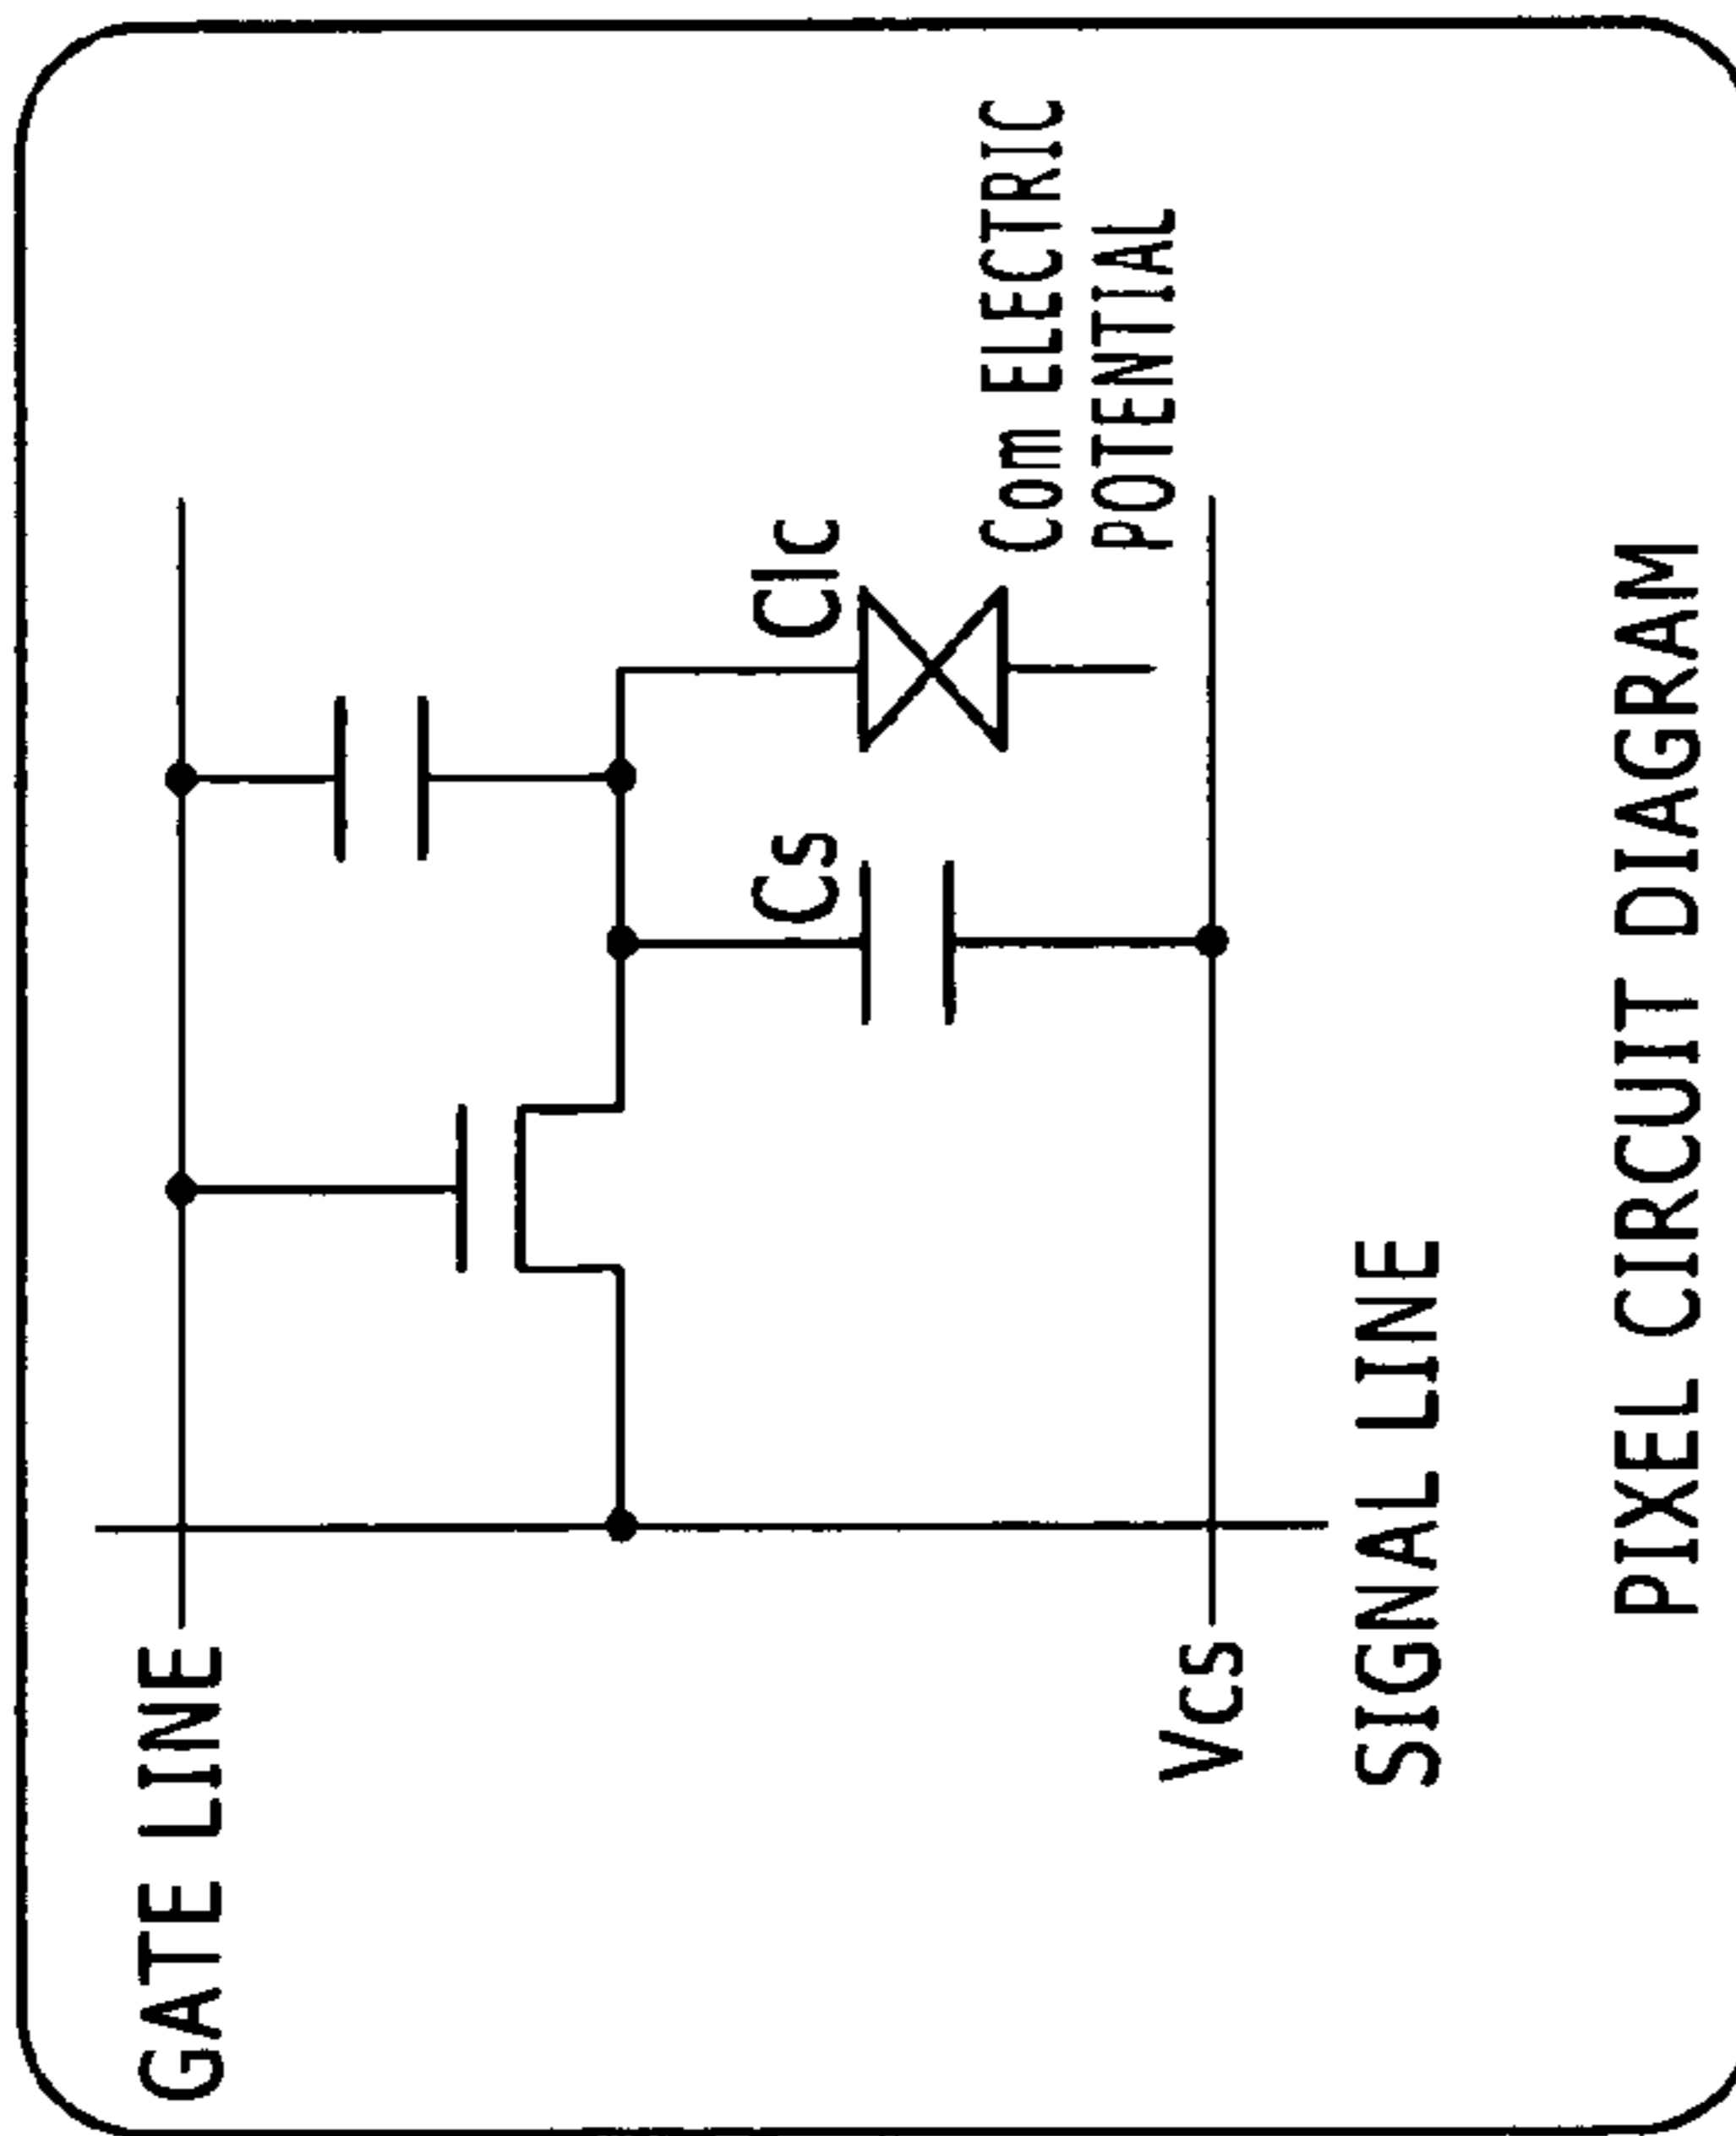 GATE LINE
Cs
Clc
Com ELECTRIC
POTENTIAL
Vcs
SIGNAL LINE
PIXEL CIRCUIT DIAGRAM